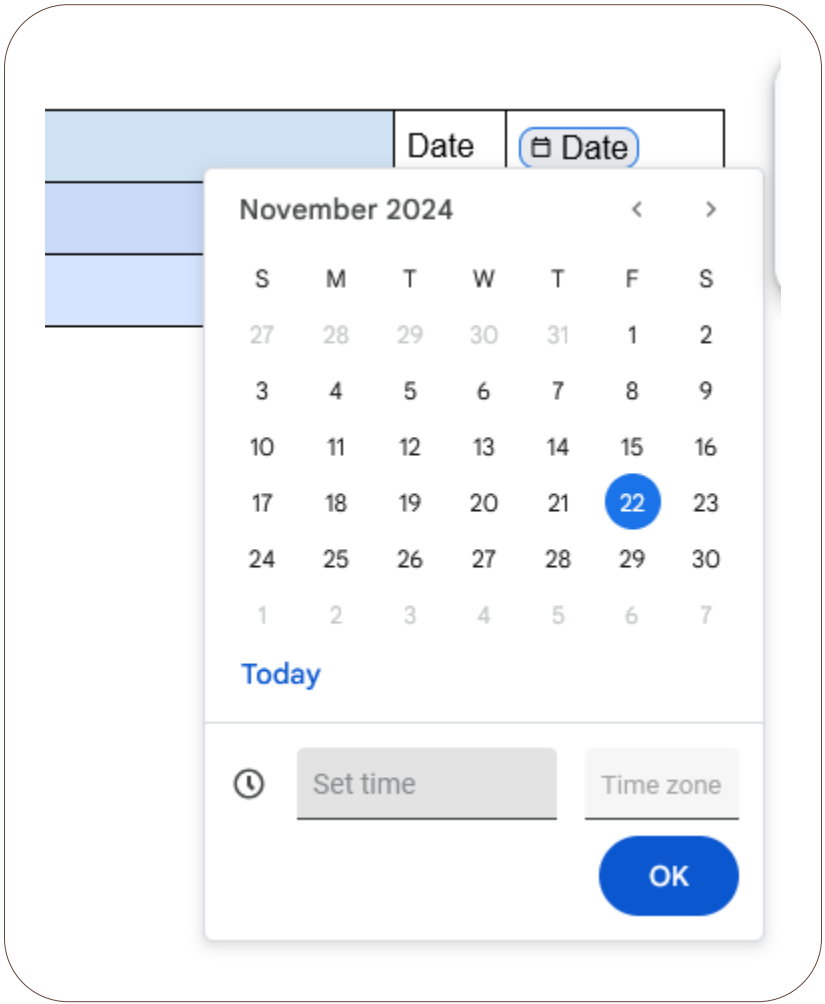 Date Date
November 2024
S M T W T F S
27 28 29 30 31 1 2
3 4 5 6 7 8 9
10 11 12 13 14 15 16
17 18 19 20 21 22 23
24 25 26 27 28 29 30
1 2 3 4 5 6 7
Today
Set time Time zone
OK